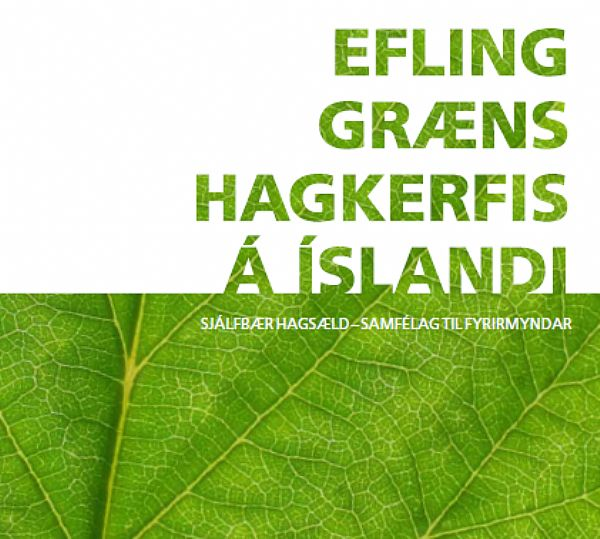 EFLING
GRÆNS
HAGKERFIS
Á ÍSLANDI
SJÁLFBÆR HAGSÆLD – SAMFÉLAG TIL FYRIRMYNDAR